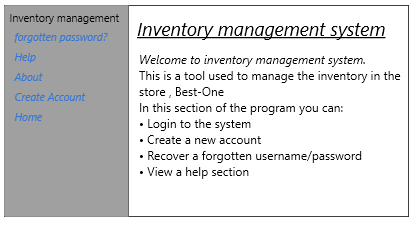 Inventory management
forgotten password?
Help
About
Create Account
Home
Inventory management system
Welcome to inventory management system.
This is a tool used to manage the inventory in the
store , Best-One
In this section of the program you can:
• Login to the system
• Create a new account
• Recover a forgotten username/password
• View a help section